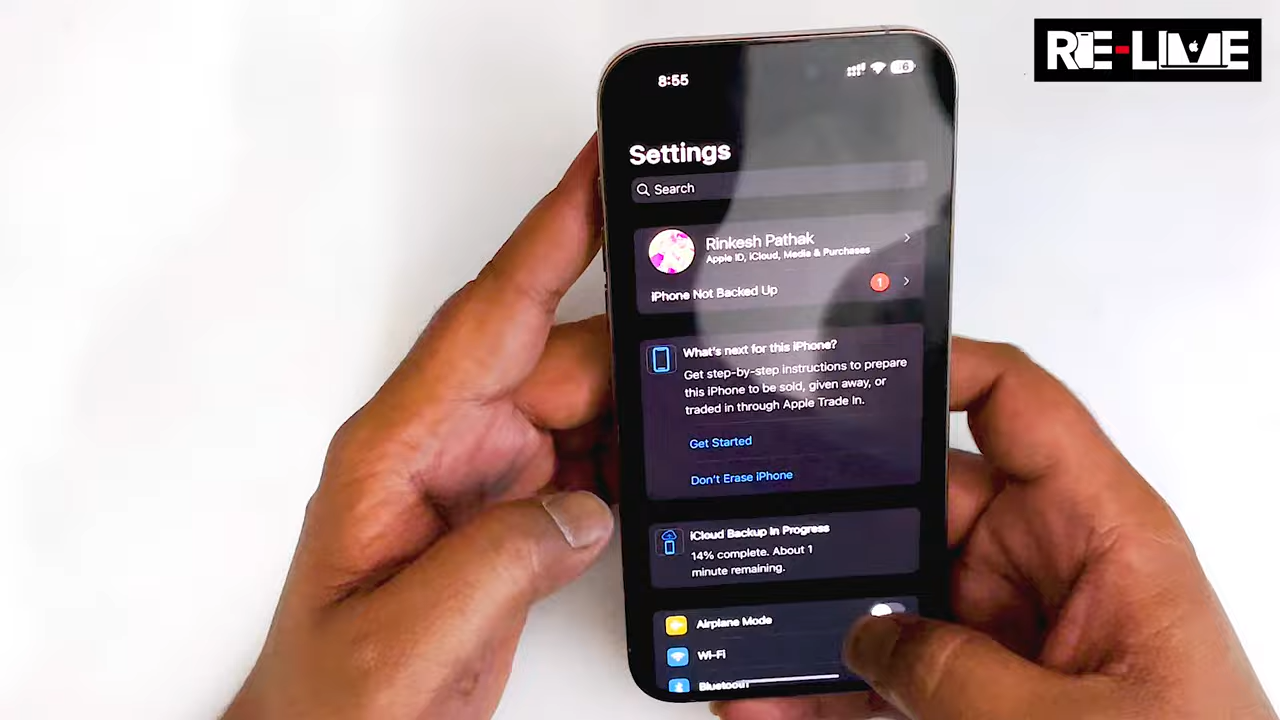 RE-LIVE
8:55
Settings
Search
Rinkesh Pathak
Apple ID, iCloud, Media & Purchases
iPhone Not Backed Up
1
What's next for this iPhone?
Get step-by-step instructions to prepare
this iPhone to be sold, given away, or
traded in through Apple Trade In.
Get Started
Don't Erase iPhone
iCloud Backup in Progress
14% complete. About 1
minute remaining.
Airplane Mode
Wi-Fi
Bluetooth